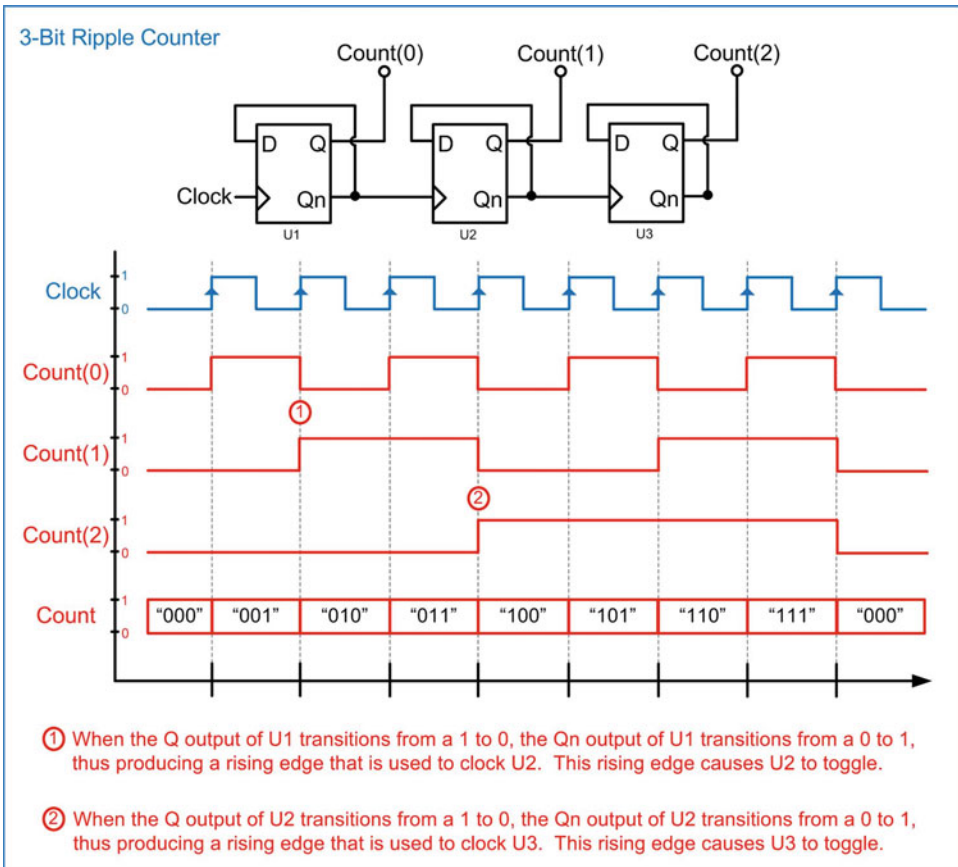 3-Bit Ripple Counter
Count(0) Count(1) Count(2)
D Q D Q D Q
Clock Qn Qn Qn
U1 U2 U3
1
Clock
0
1
Count(0)
0
①
1
Count(1)
0
②
1
Count(2)
0
1
Count "000" "001" "010" "011" "100" "101" "110" "111" "000"
0
① When the Q output of U1 transitions from a 1 to 0, the Qn output of U1 transitions from a 0 to 1,
thus producing a rising edge that is used to clock U2. This rising edge causes U2 to toggle.
② When the Q output of U2 transitions from a 1 to 0, the Qn output of U2 transitions from a 0 to 1,
thus producing a rising edge that is used to clock U3. This rising edge causes U3 to toggle.